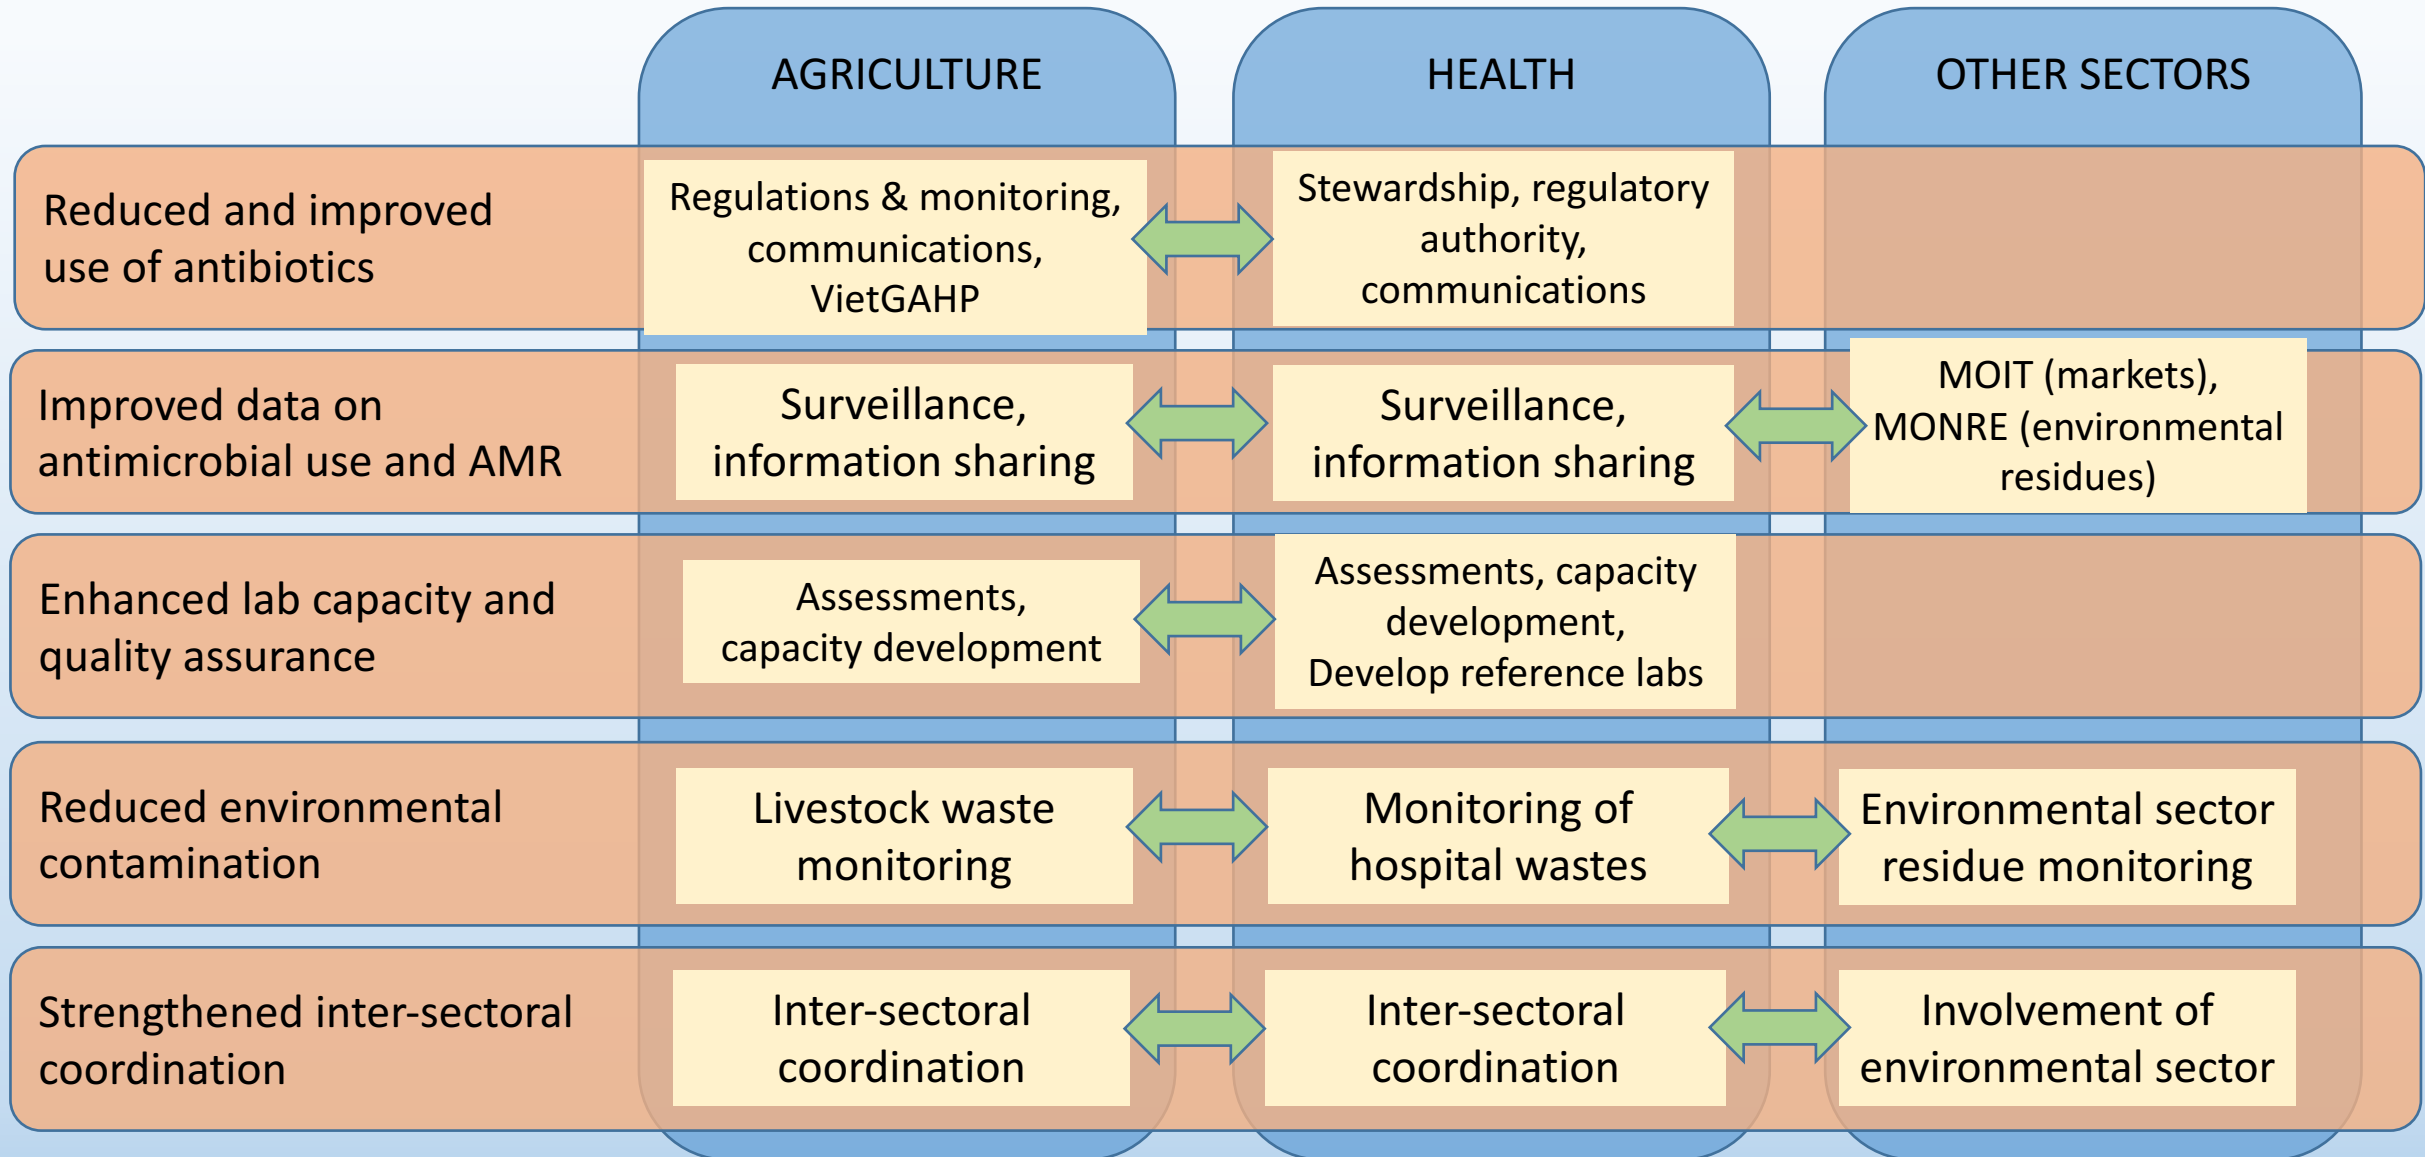 AGRICULTURE
HEALTH
OTHER SECTORS
Reduced and improved
use of antibiotics
Regulations & monitoring,
communications,
VietGAHP
Stewardship, regulatory
authority,
communications
Improved data on
antimicrobial use and AMR
Surveillance,
information sharing
Surveillance,
information sharing
MOIT (markets),
MONRE (environmental
residues)
Enhanced lab capacity and
quality assurance
Assessments,
capacity development
Assessments, capacity
development,
Develop reference labs
Reduced environmental
contamination
Livestock waste
monitoring
Monitoring of
hospital wastes
Environmental sector
residue monitoring
Strengthened inter-sectoral
coordination
Inter-sectoral
coordination
Inter-sectoral
coordination
Involvement of
environmental sector